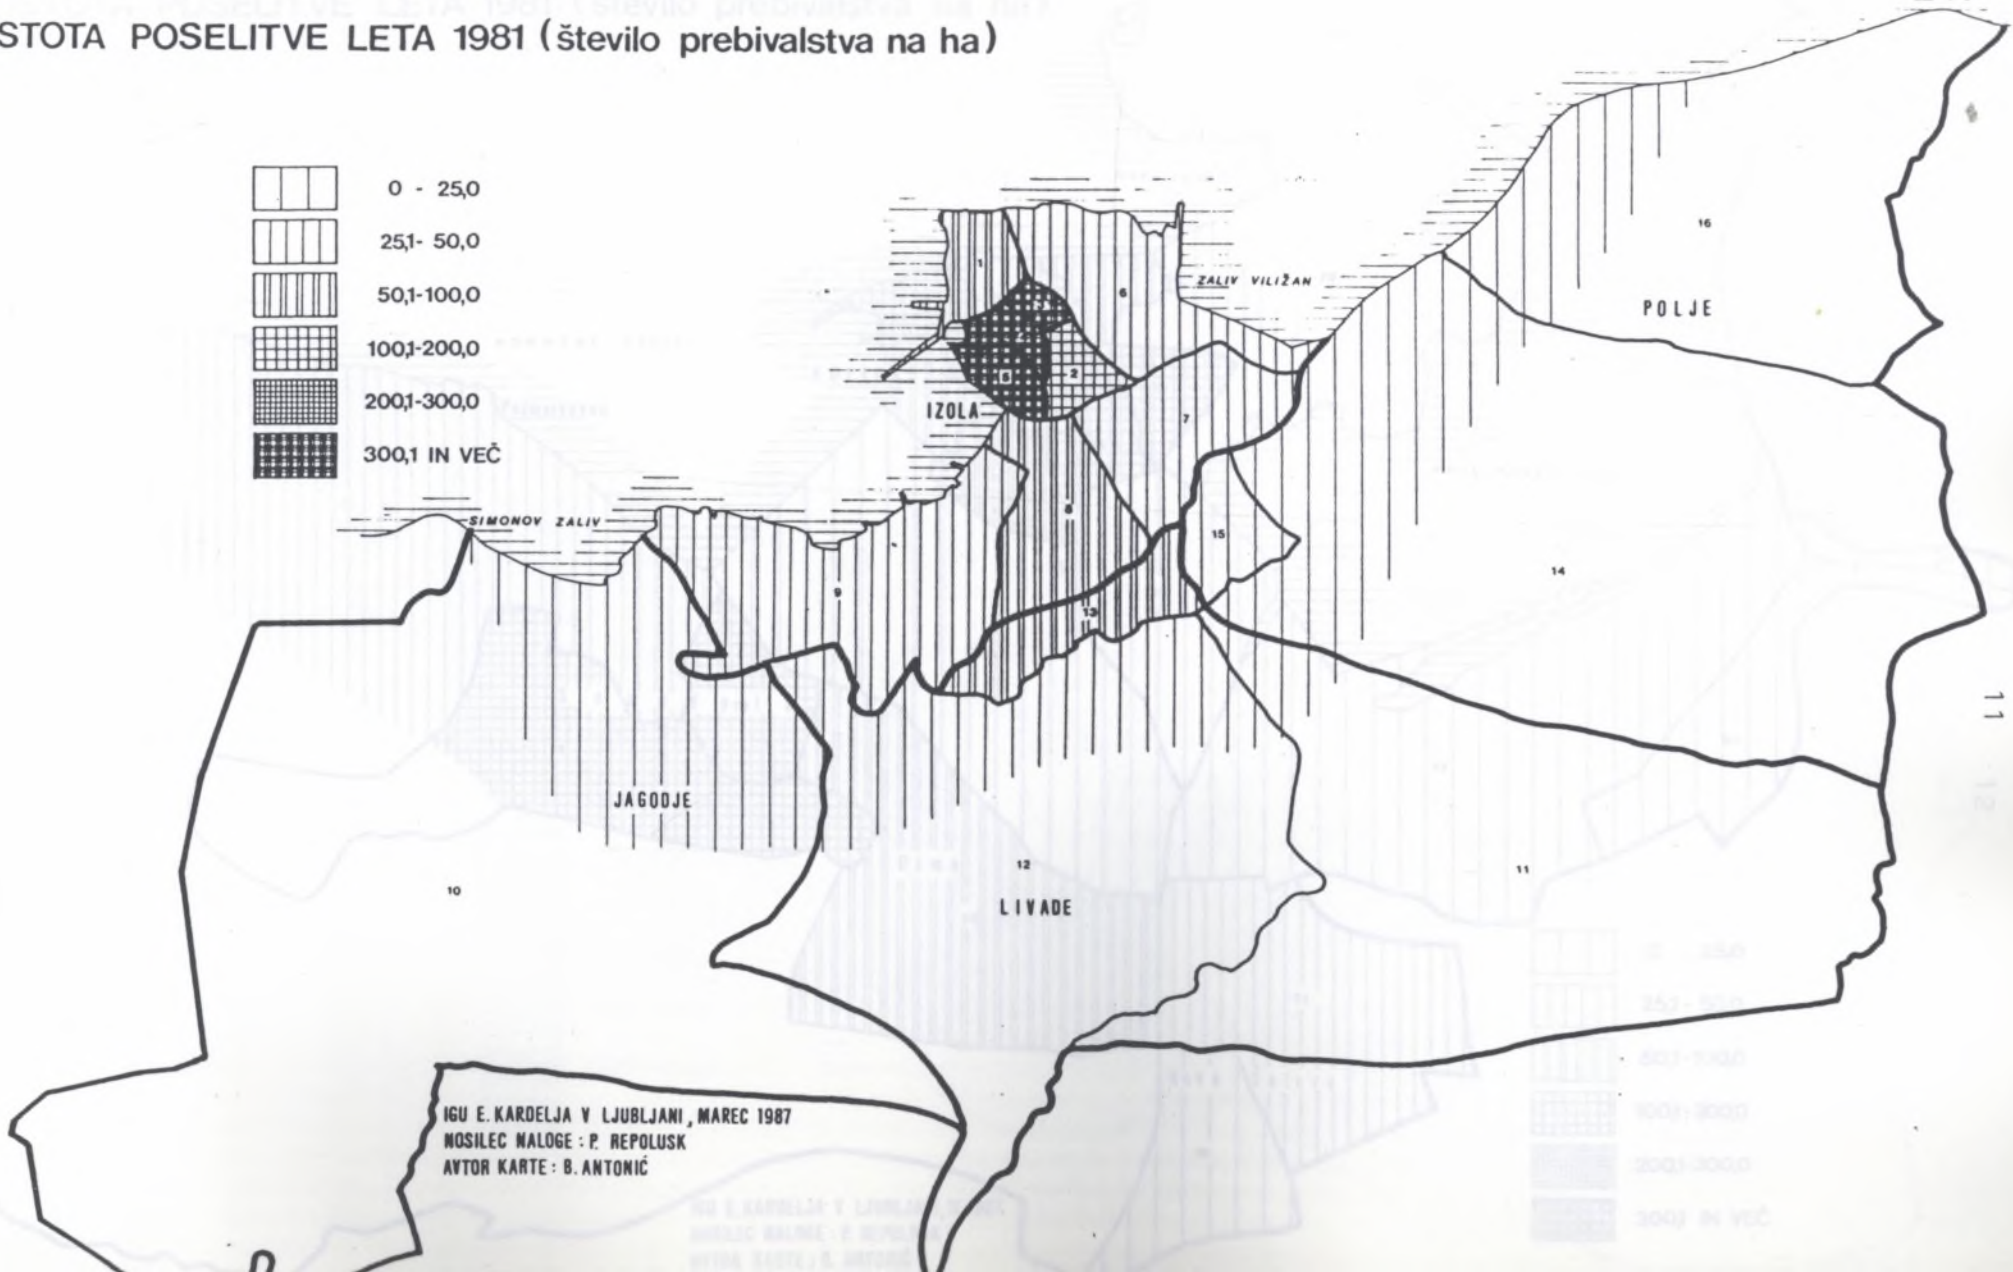 STOTA POSELITVE LETA 1981 (število prebivalstva na ha)
0 - 25,0
25,1- 50,0
50,1-100,0
100,1-200,0
200,1-300,0
300,1 IN VEČ
16
POLJE
ZALIV VILIŽAN
1
6
2
5
IZOLA
7
8
15
SIMONOV ZALIV
14
9
13
11
JAGODJE
10
12
LIVADE
11
IGU E. KARDELJA V LJUBLJANI, MAREC 1987
NOSILEC NALOGE : P. REPOLUSK
AVTOR KARTE : B. ANTONIĆ